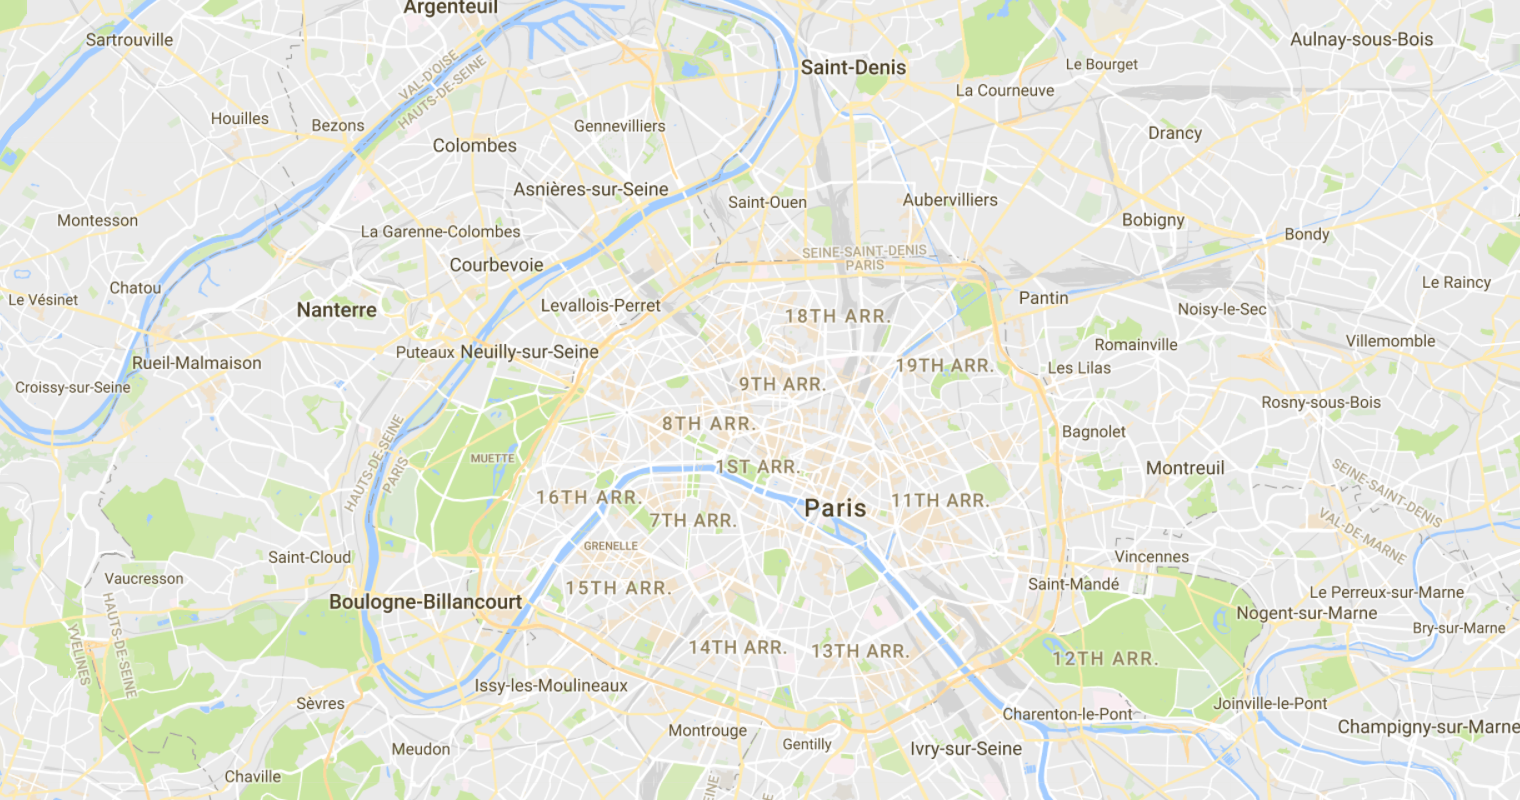 Argenteuil
Sartrouville
Aulnay-sous-Bois
Saint-Denis
Le Bourget
VAL-D'OISE
HAUTS-DE-SEINE
La Courneuve
Houilles
Bezons
Gennevilliers
Drancy
Colombes
Asnières-sur-Seine
Saint-Ouen
Aubervilliers
Montesson
Bobigny
La Garenne-Colombes
Bondy
SEINE-SAINT-DENIS
PARIS
Courbevoie
Chatou
Le Raincy
Le Vésinet
Nanterre
Levallois-Perret
Pantin
Noisy-le-Sec
18TH ARR.
Romainville
Villemomble
Puteaux
Neuilly-sur-Seine
Rueil-Malmaison
19TH ARR.
Les Lilas
Croissy-sur-Seine
9TH ARR.
Rosny-sous-Bois
8TH ARR.
Bagnolet
HAUTS-DE-SEINE
PARIS
MUETTE
1ST ARR.
Montreuil
SEINE-SAINT-DENIS
VAL-DE-MARNE
16TH ARR.
Paris
11TH ARR.
7TH ARR.
GRENELLE
Saint-Cloud
Vincennes
Vaucresson
15TH ARR.
Saint-Mandé
Le Perreux-sur-Marne
Boulogne-Billancourt
Nogent-sur-Marne
Bry-sur-Marne
YVELINES
HAUTS-DE-SEINE
14TH ARR.
13TH ARR.
12TH ARR.
Issy-les-Moulineaux
Sèvres
Joinville-le-Pont
Charenton-le-Pont
Montrouge
Champigny-sur-Marne
Gentilly
Ivry-sur-Seine
Meudon
Chaville